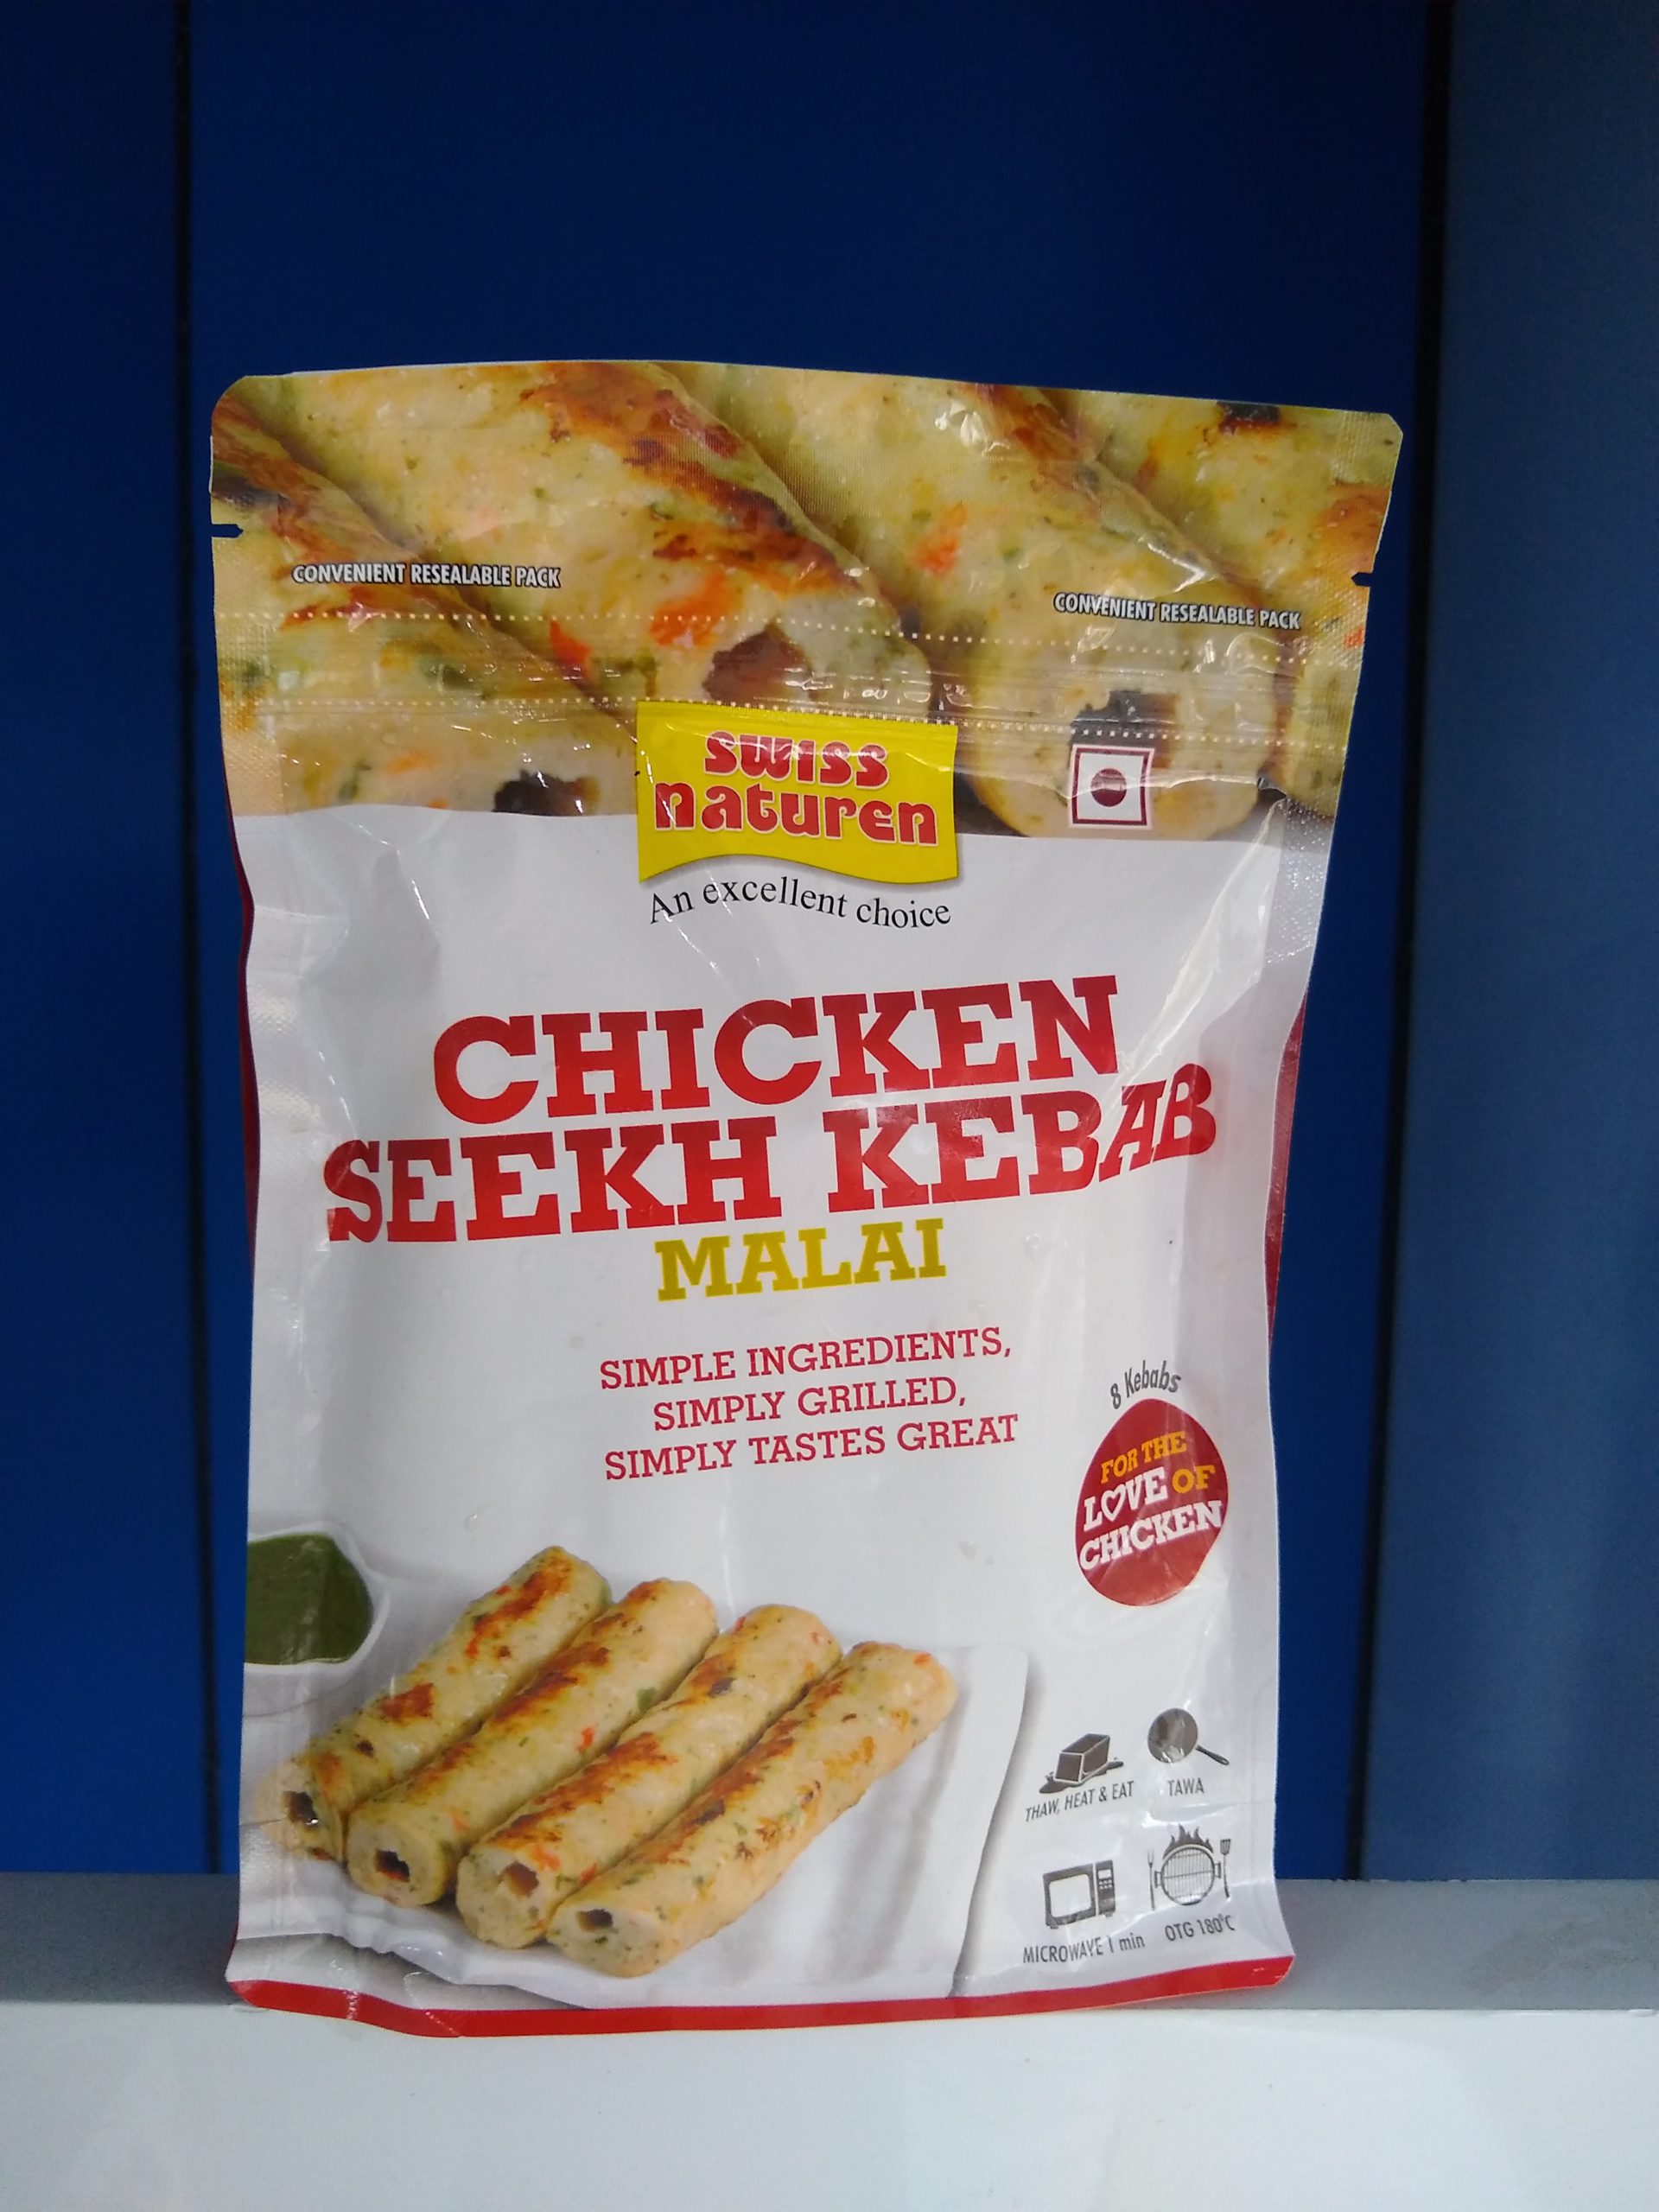 CONVENIENT RESEALABLE PACK
CONVENIENT RESEALABLE PACK
SWISS
naturen
An excellent choice
CHICKEN
SEEKH KEBAB
MALAI
SIMPLE INGREDIENTS,
SIMPLY GRILLED,
SIMPLY TASTES GREAT
8 Kebabs
FOR THE
LOVE OF
CHICKEN
THAW, HEAT & EAT
TAWA
MICROWAVE 1 min
OTG 180°C